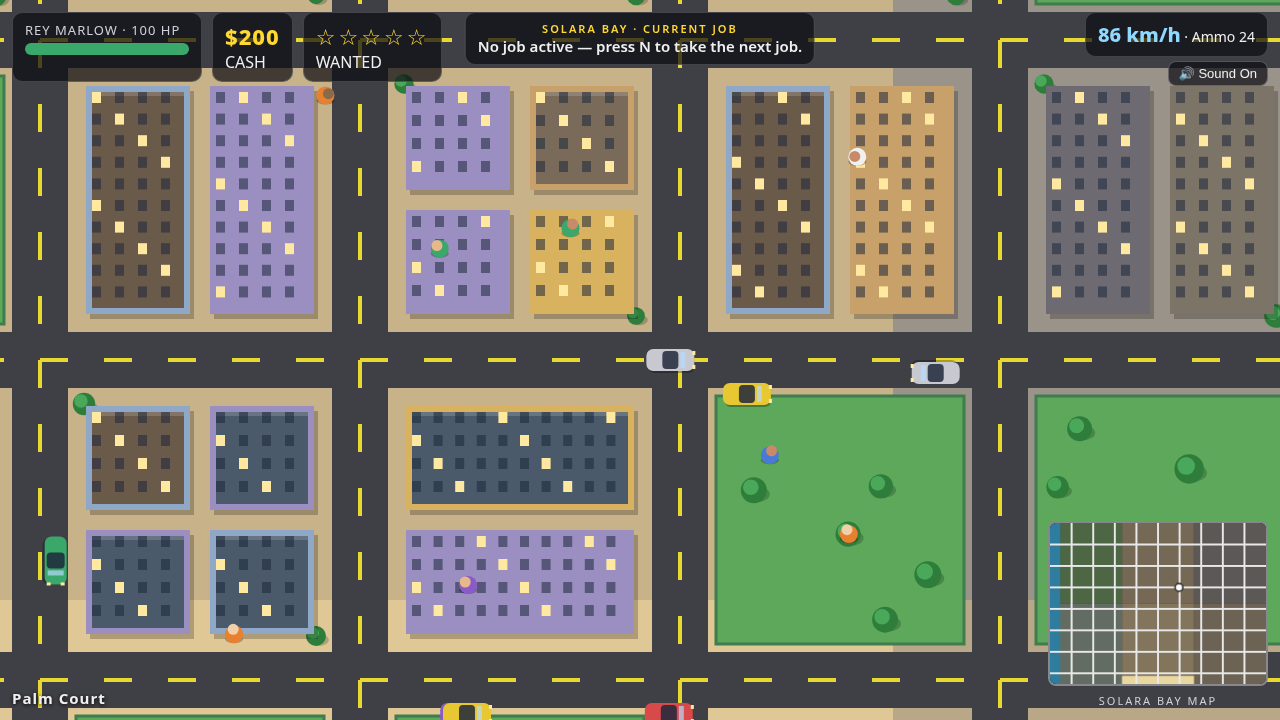 REY MARLOW · 100 HP
$200
CASH
☆☆☆☆☆
WANTED
SOLARA BAY · CURRENT JOB
No job active — press N to take the next job.
86 km/h · Ammo 24
🔊 Sound On
Palm Court
SOLARA BAY MAP